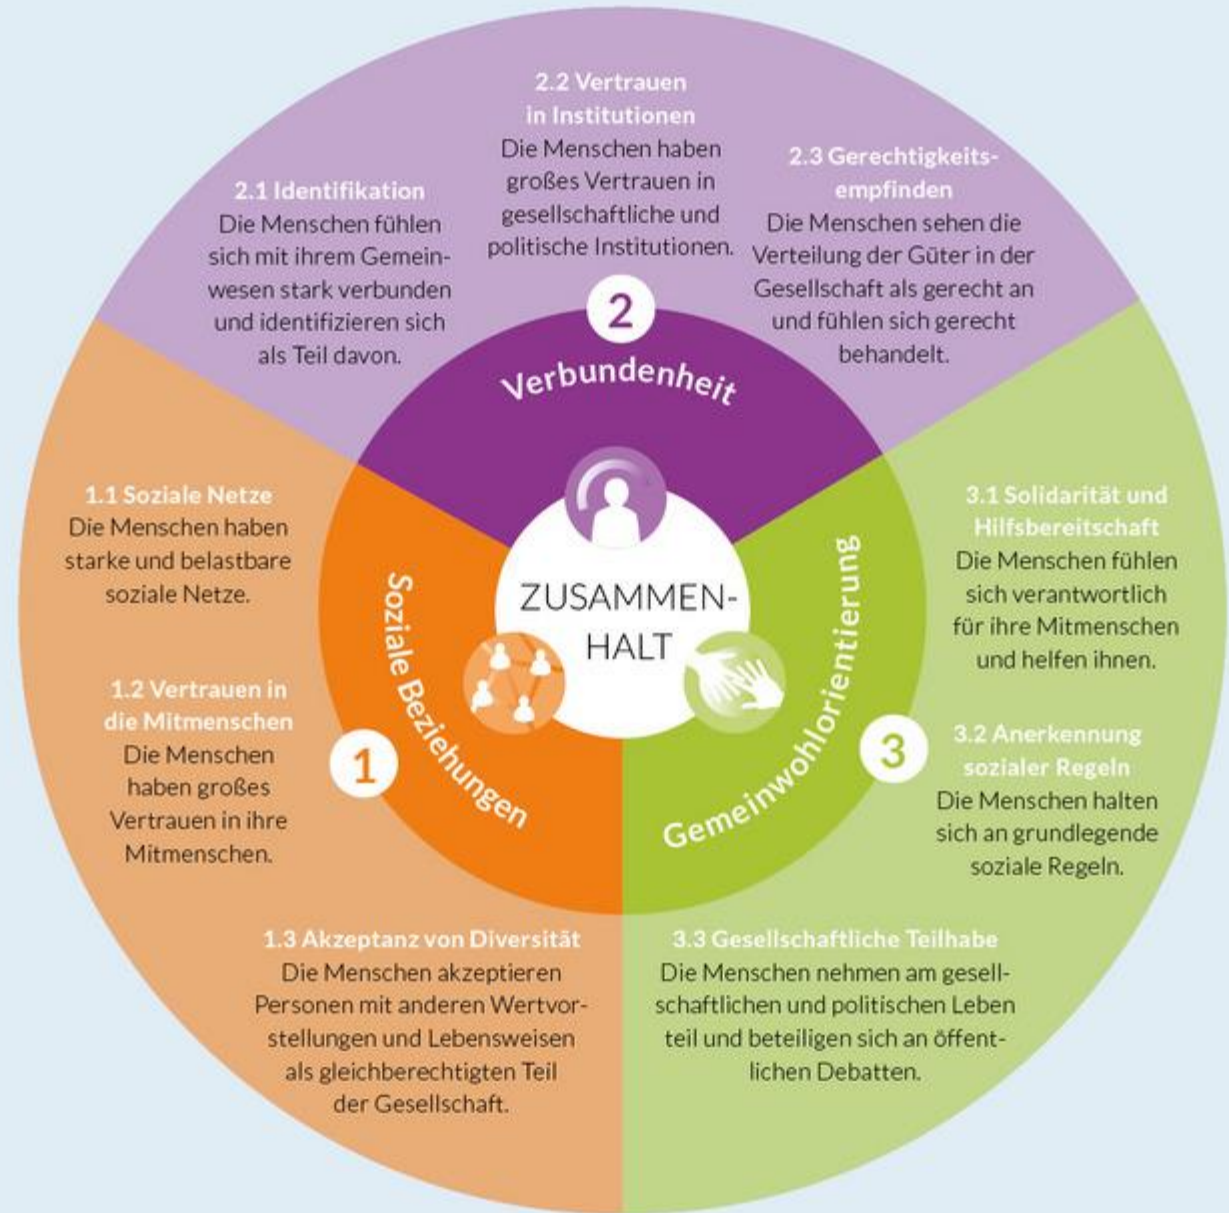 2.2 Vertrauen
in Institutionen
Die Menschen haben
großes Vertrauen in
gesellschaftliche und
politische Institutionen.
2.3 Gerechtigkeits-
empfinden
Die Menschen sehen die
Verteilung der Güter in der
Gesellschaft als gerecht an
und fühlen sich gerecht
behandelt.
2.1 Identifikation
Die Menschen fühlen
sich mit ihrem Gemein-
wesen stark verbunden
und identifizieren sich
als Teil davon.
2
Verbundenheit
1.1 Soziale Netze
Die Menschen haben
starke und belastbare
soziale Netze.
1.2 Vertrauen in
die Mitmenschen
Die Menschen
haben großes
Vertrauen in ihre
Mitmenschen.
1
Soziale Beziehungen
ZUSAMMEN-
HALT
Gemeinwohlorientierung
3
3.1 Solidarität und
Hilfsbereitschaft
Die Menschen fühlen
sich verantwortlich
für ihre Mitmenschen
und helfen ihnen.
3.2 Anerkennung
sozialer Regeln
Die Menschen halten
sich an grundlegende
soziale Regeln.
1.3 Akzeptanz von Diversität
Die Menschen akzeptieren
Personen mit anderen Wertvor-
stellungen und Lebensweisen
als gleichberechtigten Teil
der Gesellschaft.
3.3 Gesellschaftliche Teilhabe
Die Menschen nehmen am gesell-
schaftlichen und politischen Leben
teil und beteiligen sich an öffent-
lichen Debatten.